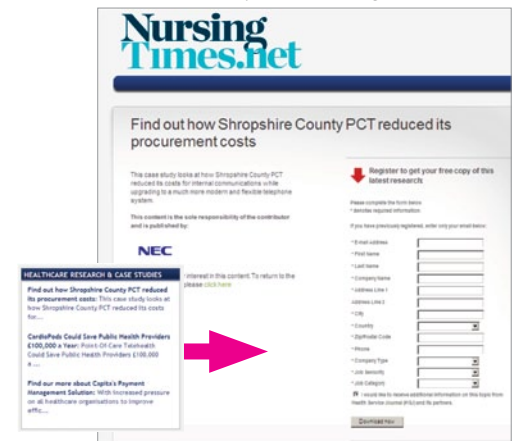 Nursing
Times.net
Find out how Shropshire County PCT reduced its
procurement costs
This case study looks at how Shropshire County PCT
reduced its costs for internal communications while
upgrading to a much more modern and flexible telephone
system.
This content is the sole responsibility of the contributor
and is published by:
NEC
interest in this content. To return to the
please click here
Register to get your free copy of this
latest research
Please complete the form below.
* denotes required information.
If you have previously registered, enter only your email below:
* E-mail Address
* First Name
* Last Name
* Company Name
* Address Line 1
Address Line 2
* City
* Country
* Zip/Postal Code
* Phone
* Company Type
* Job Seniority
* Job Category
I would like to receive additional information on this topic from
Health Service Journal (HSJ) and its partners.
Download now
HEALTHCARE RESEARCH & CASE STUDIES
Find out how Shropshire County PCT reduced
its procurement costs: This case study looks at
how Shropshire County PCT reduced its costs
for....
CardioPods Could Save Public Health Providers
£100,000 a Year: Point-Of-Care Telehealth
Could Save Public Health Providers £100,000
a ....
Find our more about Capita's Payment
Management Solution: With increased pressure
on all healthcare organisations to improve
effic....